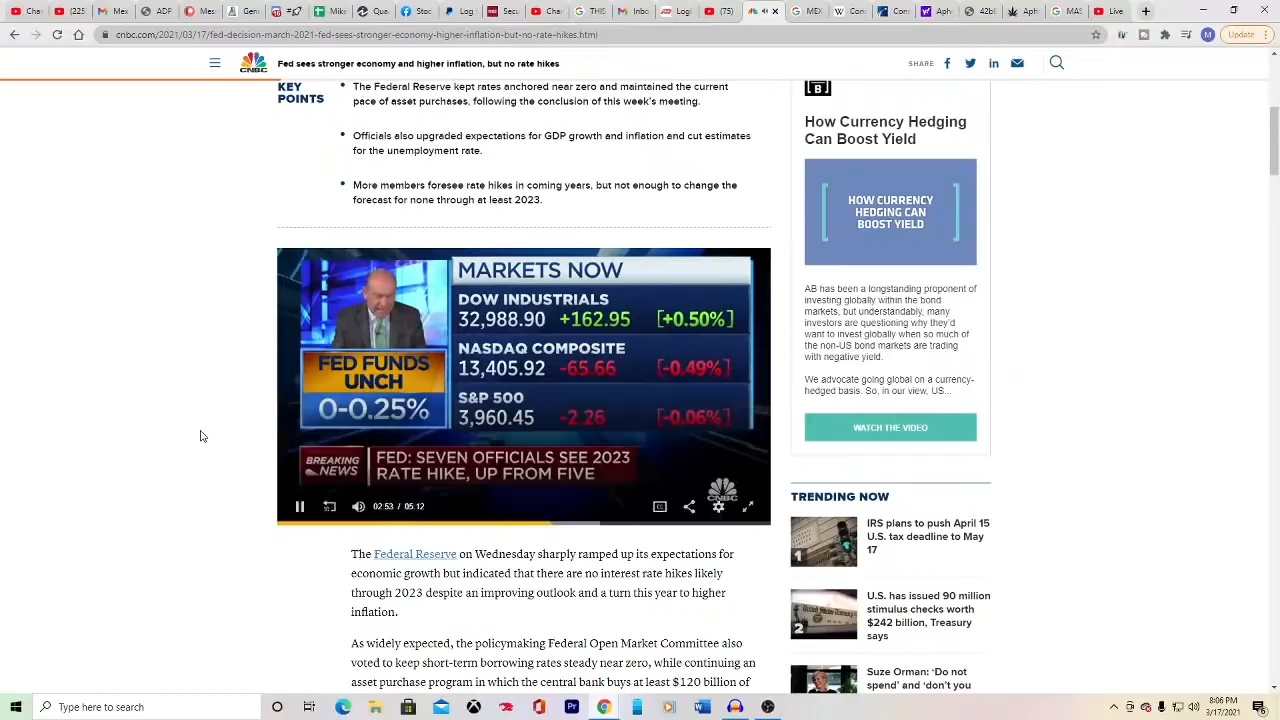 (75)
Update
cnbc.com/2021/03/17/fed-decision-march-2021-fed-sees-stronger-economy-higher-inflation-but-no-rate-hikes.html
CNBC
Fed sees stronger economy and higher inflation, but no rate hikes
SHARE
KEY
POINTS
The Federal Reserve kept rates anchored near zero and maintained the current
pace of asset purchases, following the conclusion of this week's meeting.
Officials also upgraded expectations for GDP growth and inflation and cut estimates
for the unemployment rate.
More members foresee rate hikes in coming years, but not enough to change the
forecast for none through at least 2023.
MARKETS NOW
DOW INDUSTRIALS
32,988.90 +162.95 [+0.50%]
NASDAQ COMPOSITE
13,405.92 -65.66 [-0.49%]
S&P 500
3,960.45 -2.26 [-0.06%]
FED FUNDS
UNCH
0-0.25%
BREAKING
NEWS
FED: SEVEN OFFICIALS SEE 2023
RATE HIKE, UP FROM FIVE
CNBC
02:53 / 05:12
CC
The Federal Reserve on Wednesday sharply ramped up its expectations for
economic growth but indicated that there are no interest rate hikes likely
through 2023 despite an improving outlook and a turn this year to higher
inflation.
As widely expected, the policymaking Federal Open Market Committee also
voted to keep short-term borrowing rates steady near zero, while continuing an
asset purchase program in which the central bank buys at least $120 billion of
[B]
How Currency Hedging
Can Boost Yield
HOW CURRENCY
HEDGING CAN
BOOST YIELD
AB has been a longstanding proponent of
investing globally within the bond
markets, but understandably, many
investors are questioning why they'd
want to invest globally when so much of
the non-US bond markets are trading
with negative yield.
We advocate going global on a currency-
hedged basis. So, in our view, US...
WATCH THE VIDEO
TRENDING NOW
1
IRS plans to push April 15
U.S. tax deadline to May
17
2
U.S. has issued 90 million
stimulus checks worth
$242 billion, Treasury
says
Suze Orman: 'Do not
spend' and 'don't you
Type here to search
8:06 PM
3/17/2021